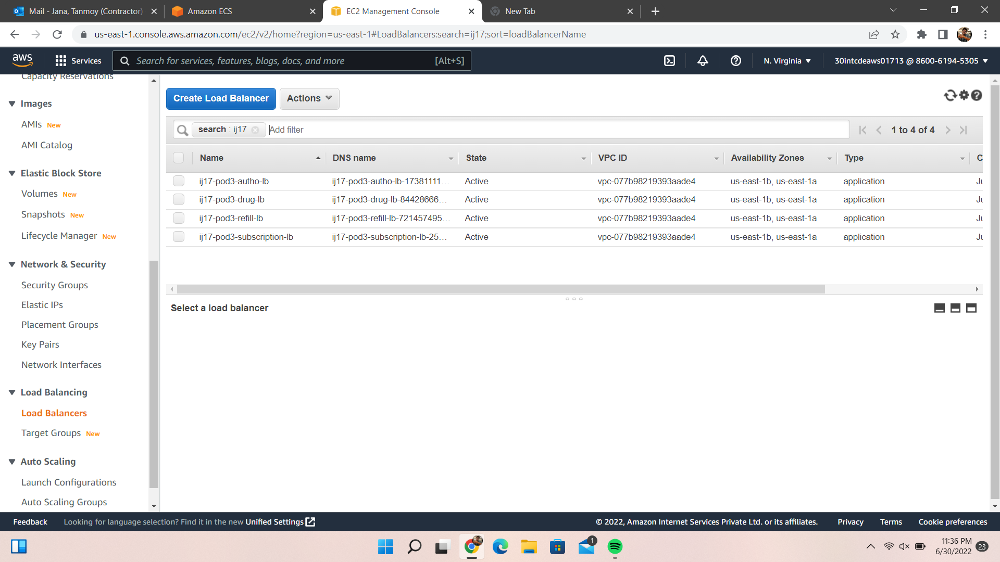 Mail - Jana, Tanmoy (Contractor)
Amazon ECS
EC2 Management Console
New Tab
us-east-1.console.aws.amazon.com/ec2/v2/home?region=us-east-1#LoadBalancers:search=ij17;sort=loadBalancerName
aws
Services
Search for services, features, blogs, docs, and more
[Alt+S]
N. Virginia
30intcdeaws01713 @ 8600-6194-5305
Capacity Reservations
Images
AMIs New
AMI Catalog
Elastic Block Store
Volumes New
Snapshots New
Lifecycle Manager New
Network & Security
Security Groups
Elastic IPs
Placement Groups
Key Pairs
Network Interfaces
Load Balancing
Load Balancers
Target Groups New
Auto Scaling
Launch Configurations
Auto Scaling Groups
Create Load Balancer
Actions
search : ij17
Add filter
1 to 4 of 4
Name DNS name State VPC ID Availability Zones Type C
ij17-pod3-autho-lb ij17-pod3-autho-lb-17381111... Active vpc-077b98219393aade4 us-east-1b, us-east-1a application Ju
ij17-pod3-drug-lb ij17-pod3-drug-lb-84428666... Active vpc-077b98219393aade4 us-east-1b, us-east-1a application Ju
ij17-pod3-refill-lb ij17-pod3-refill-lb-721457495... Active vpc-077b98219393aade4 us-east-1b, us-east-1a application Ju
ij17-pod3-subscription-lb ij17-pod3-subscription-lb-25... Active vpc-077b98219393aade4 us-east-1b, us-east-1a application Ju
Select a load balancer
Feedback
Looking for language selection? Find it in the new Unified Settings
© 2022, Amazon Internet Services Private Ltd. or its affiliates.
Privacy
Terms
Cookie preferences
1
11:36 PM
6/30/2022
23